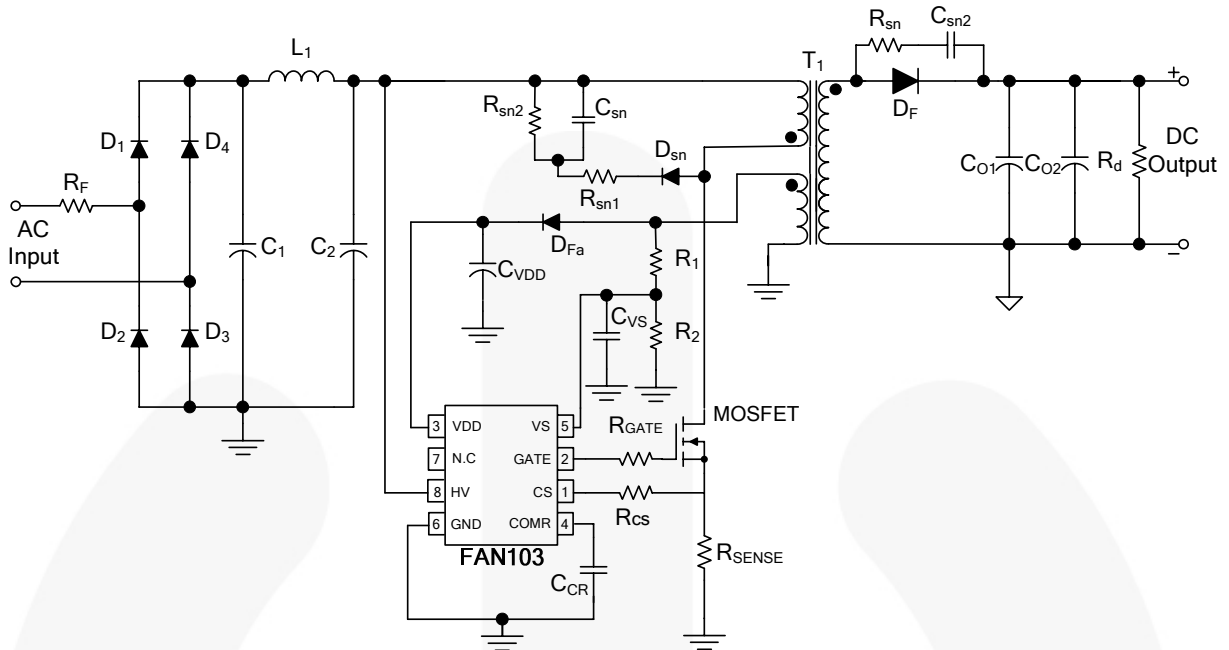 Rsn
Csn2
L1
T1
Rsn2
Csn
DF
+
D1
D4
Dsn
DC
Output
CO1
CO2
Rd
RF
Rsn1
AC
Input
C1
C2
DFa
R1
−
CVDD
CVS
R2
D2
D3
MOSFET
RGATE
3 VDD VS 5
7 N.C GATE 2
8 HV CS 1
Rcs
6 GND COMR 4
FAN103
RSENSE
CCR